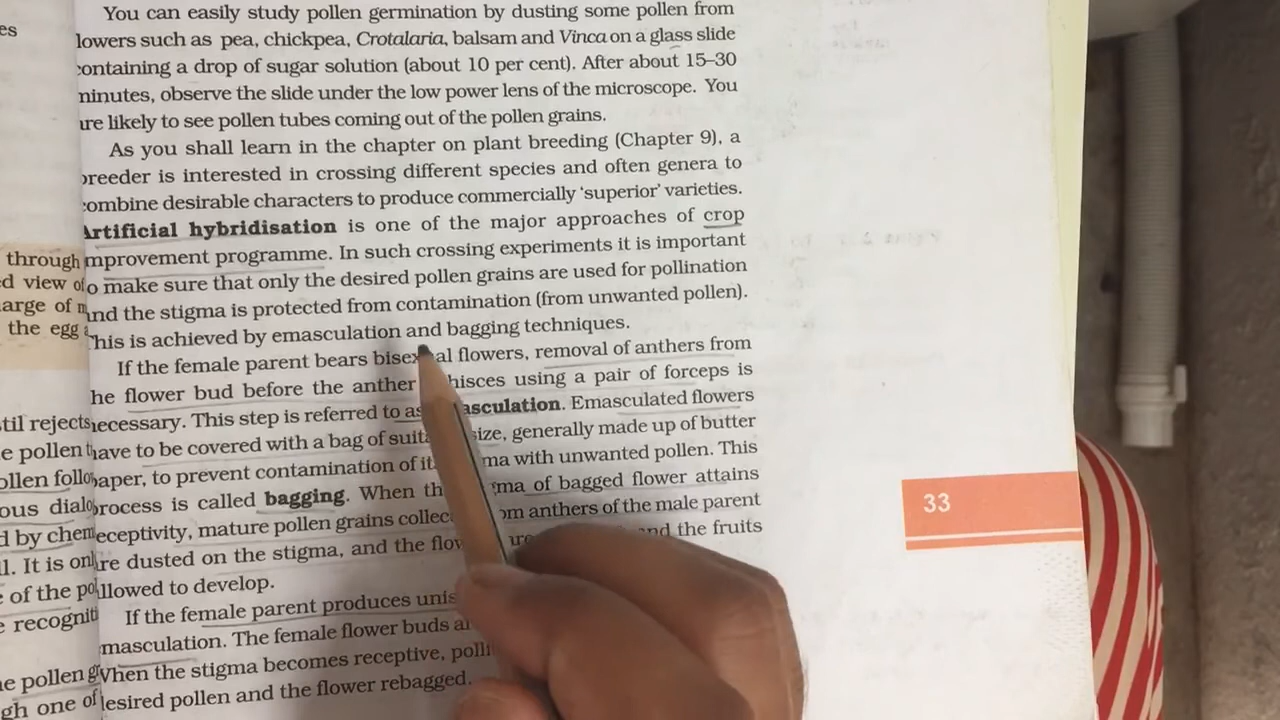 You can easily study pollen germination by dusting some pollen from
lowers such as pea, chickpea, Crotalaria, balsam and Vinca on a glass slide
ontaining a drop of sugar solution (about 10 per cent). After about 15–30
ninutes, observe the slide under the low power lens of the microscope. You
re likely to see pollen tubes coming out of the pollen grains.
As you shall learn in the chapter on plant breeding (Chapter 9), a
reeder is interested in crossing different species and often genera to
ombine desirable characters to produce commercially 'superior' varieties.
Artificial hybridisation is one of the major approaches of crop
mprovement programme. In such crossing experiments it is important
o make sure that only the desired pollen grains are used for pollination
nd the stigma is protected from contamination (from unwanted pollen).
his is achieved by emasculation and bagging techniques.
If the female parent bears bisexual flowers, removal of anthers from
he flower bud before the anther hisces using a pair of forceps is
ecessary. This step is referred to as asculation. Emasculated flowers
have to be covered with a bag of suita size, generally made up of butter
paper, to prevent contamination of it ma with unwanted pollen. This
process is called bagging. When th gma of bagged flower attains
eceptivity, mature pollen grains collec om anthers of the male parent
re dusted on the stigma, and the flow and the fruits
llowed to develop.
If the female parent produces unis
masculation. The female flower buds a
When the stigma becomes receptive, polli
esired pollen and the flower rebagged.
33
es
through
d view of
arge of m
the egg
til rejects
e pollen
ollen follo
ous dialo
d by chem
l. It is onl
of the po
recogniti
e pollen g
gh one of